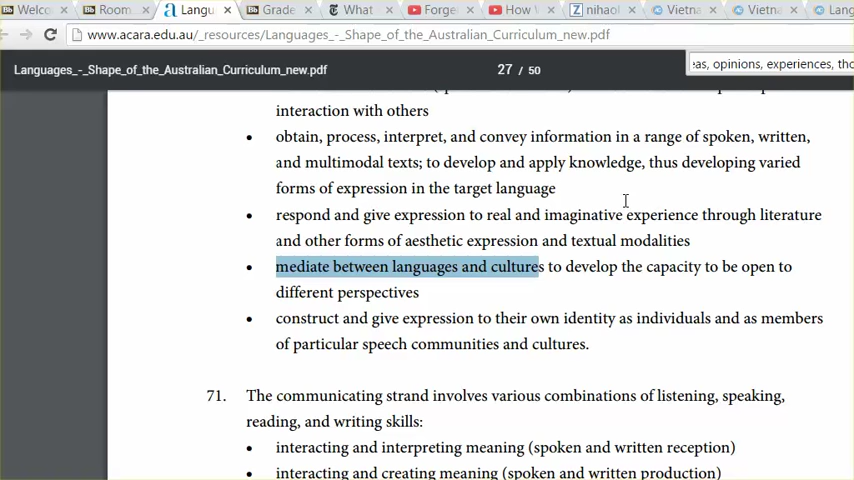 Welco
Room
Langu
Grade
What
Forge
How
nihao
Vietna
Vietna
Lang
www.acara.edu.au/_resources/Languages_-_Shape_of_the_Australian_Curriculum_new.pdf
Languages_-_Shape_of_the_Australian_Curriculum_new.pdf
27 / 50
eas, opinions, experiences, tho
interaction with others
• obtain, process, interpret, and convey information in a range of spoken, written,
and multimodal texts; to develop and apply knowledge, thus developing varied
forms of expression in the target language
• respond and give expression to real and imaginative experience through literature
and other forms of aesthetic expression and textual modalities
• mediate between languages and cultures to develop the capacity to be open to
different perspectives
• construct and give expression to their own identity as individuals and as members
of particular speech communities and cultures.
71. The communicating strand involves various combinations of listening, speaking,
reading, and writing skills:
• interacting and interpreting meaning (spoken and written reception)
• interacting and creating meaning (spoken and written production)